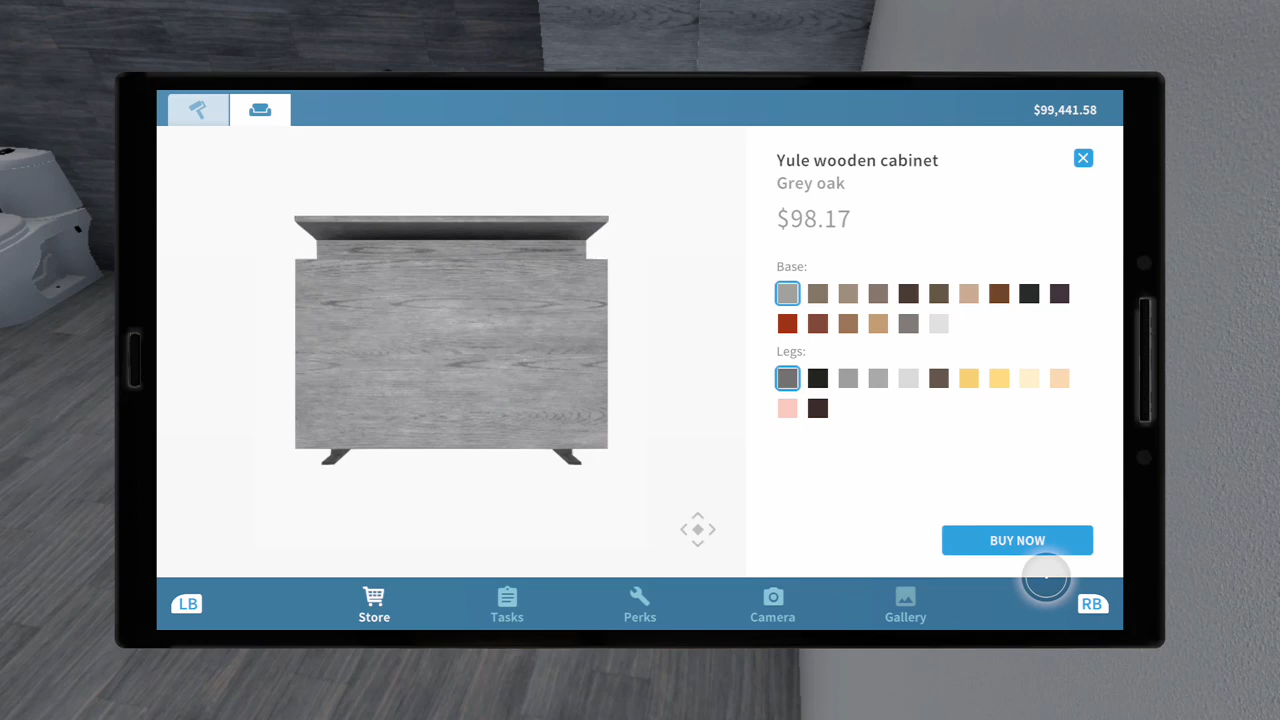 $99,441.58
Yule wooden cabinet
Grey oak
$98.17
Base:
Legs:
BUY NOW
LB
Store
Tasks
Perks
Camera
Gallery
RB